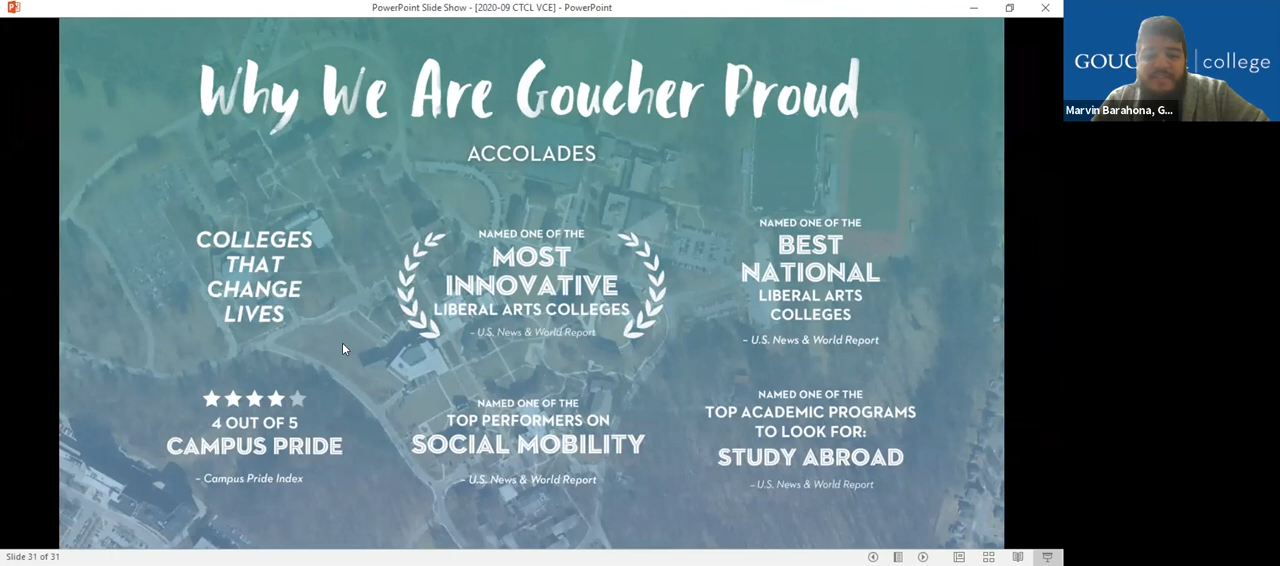 PowerPoint Slide Show - [2020-09 CTCL VCE] - PowerPoint
Why We Are Goucher Proud
ACCOLADES
COLLEGES
THAT
CHANGE
LIVES
NAMED ONE OF THE
MOST
INNOVATIVE
LIBERAL ARTS COLLEGES
– U.S. News & World Report
NAMED ONE OF THE
BEST
NATIONAL
LIBERAL ARTS
COLLEGES
– U.S. News & World Report
4 OUT OF 5
CAMPUS PRIDE
– Campus Pride Index
NAMED ONE OF THE
TOP PERFORMERS ON
SOCIAL MOBILITY
– U.S. News & World Report
NAMED ONE OF THE
TOP ACADEMIC PROGRAMS
TO LOOK FOR:
STUDY ABROAD
– U.S. News & World Report
GOUC college
Marvin Barahona, G...
Slide 31 of 31